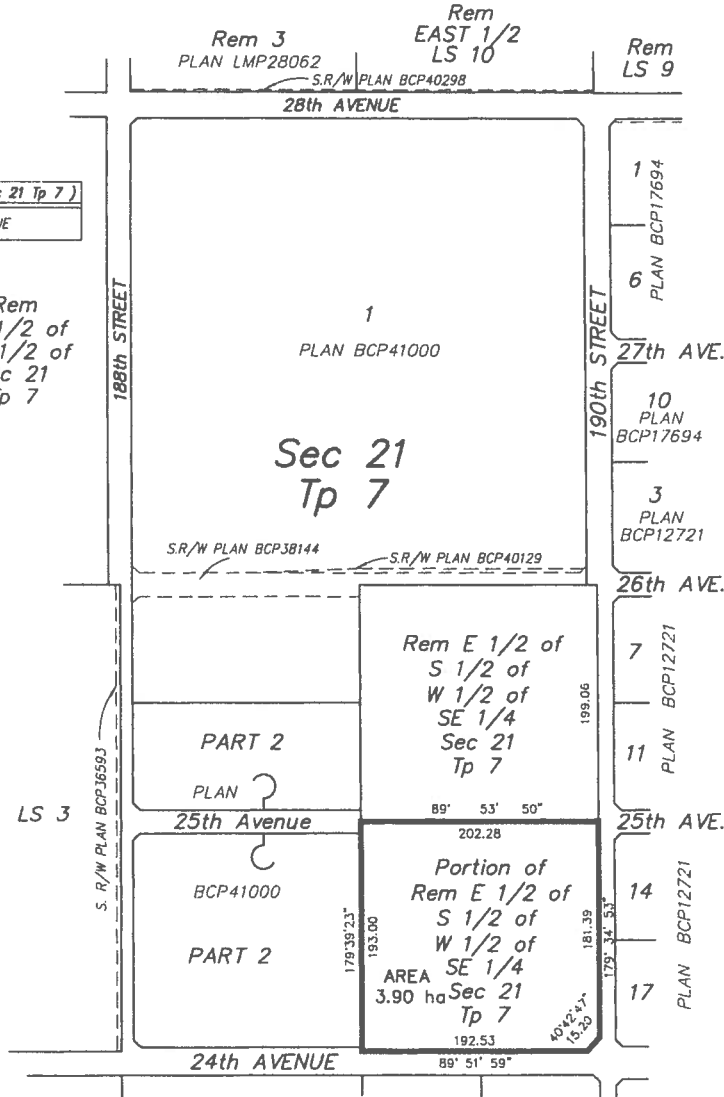 Rem 3
PLAN LMP28062
Rem
EAST 1/2
LS 10
Rem
LS 9
S.R/W PLAN BCP40298
28th AVENUE
21 Tp 7 )
1
PLAN BCP17694
6
188th STREET
1
PLAN BCP41000
190th STREET
27th AVE.
Rem
1/2 of
1/2 of
21
7
10
PLAN
BCP17694
Sec 21
Tp 7
3
PLAN
BCP12721
S.R/W PLAN BCP38144
S.R/W PLAN BCP40129
26th AVE.
Rem E 1/2 of
S 1/2 of
W 1/2 of
SE 1/4
Sec 21
Tp 7
199.06
7
PLAN BCP12721
11
S. R/W PLAN BCP36593
LS 3
PART 2
PLAN
25th Avenue
89° 53' 50"
202.28
25th AVE.
BCP41000
PART 2
179°39'23"
193.00
Portion of
Rem E 1/2 of
S 1/2 of
W 1/2 of
SE 1/4
Sec 21
Tp 7
AREA
3.90 ha
181.39
179° 34' 53"
14
PLAN BCP12721
17
40°42'47"
15.20
192.53
24th AVENUE
89° 51' 59"